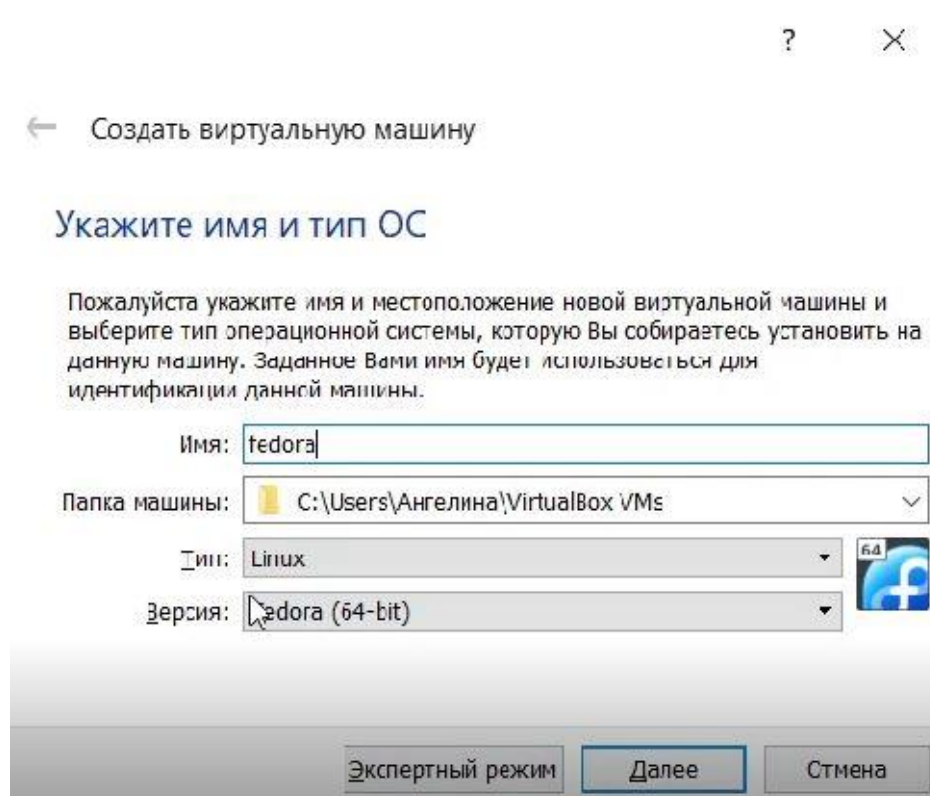 ?
Создать виртуальную машину
Укажите имя и тип ОС
Пожалуйста укажите имя и местоположение новой виртуальной машины и
выберите тип операционной системы, которую Вы собираетесь установить на
данную машину. Заданное Вами имя будет использоваться для
идентификации данной машины.
Имя: fedora
Папка машины: C:\Users\Ангелина\VirtualBox VMs
Тип: Linux
64
Версия: Fedora (64-bit)
Экспертный режим Далее Отмена